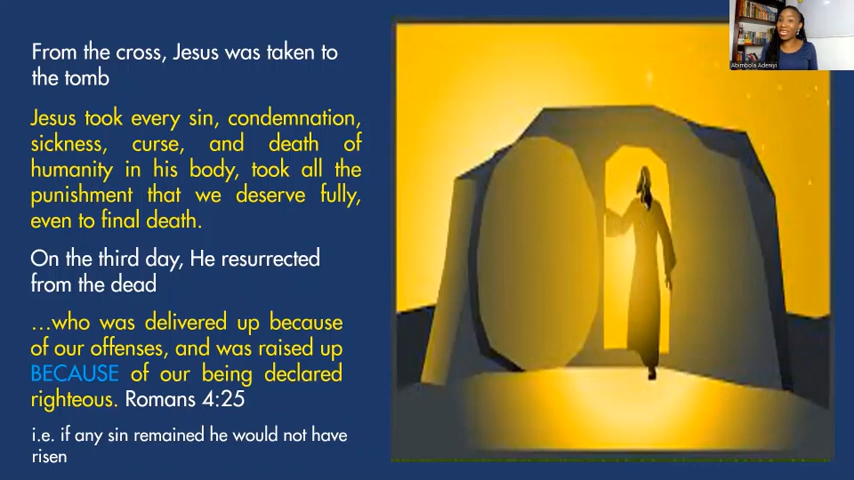 From the cross, Jesus was taken to
the tomb
Jesus took every sin, condemnation,
sickness, curse, and death of
humanity in his body, took all the
punishment that we deserve fully,
even to final death.
On the third day, He resurrected
from the dead
...who was delivered up because
of our offenses, and was raised up
BECAUSE of our being declared
righteous. Romans 4:25
i.e. if any sin remained he would not have
risen
Abimbola Adeniyi